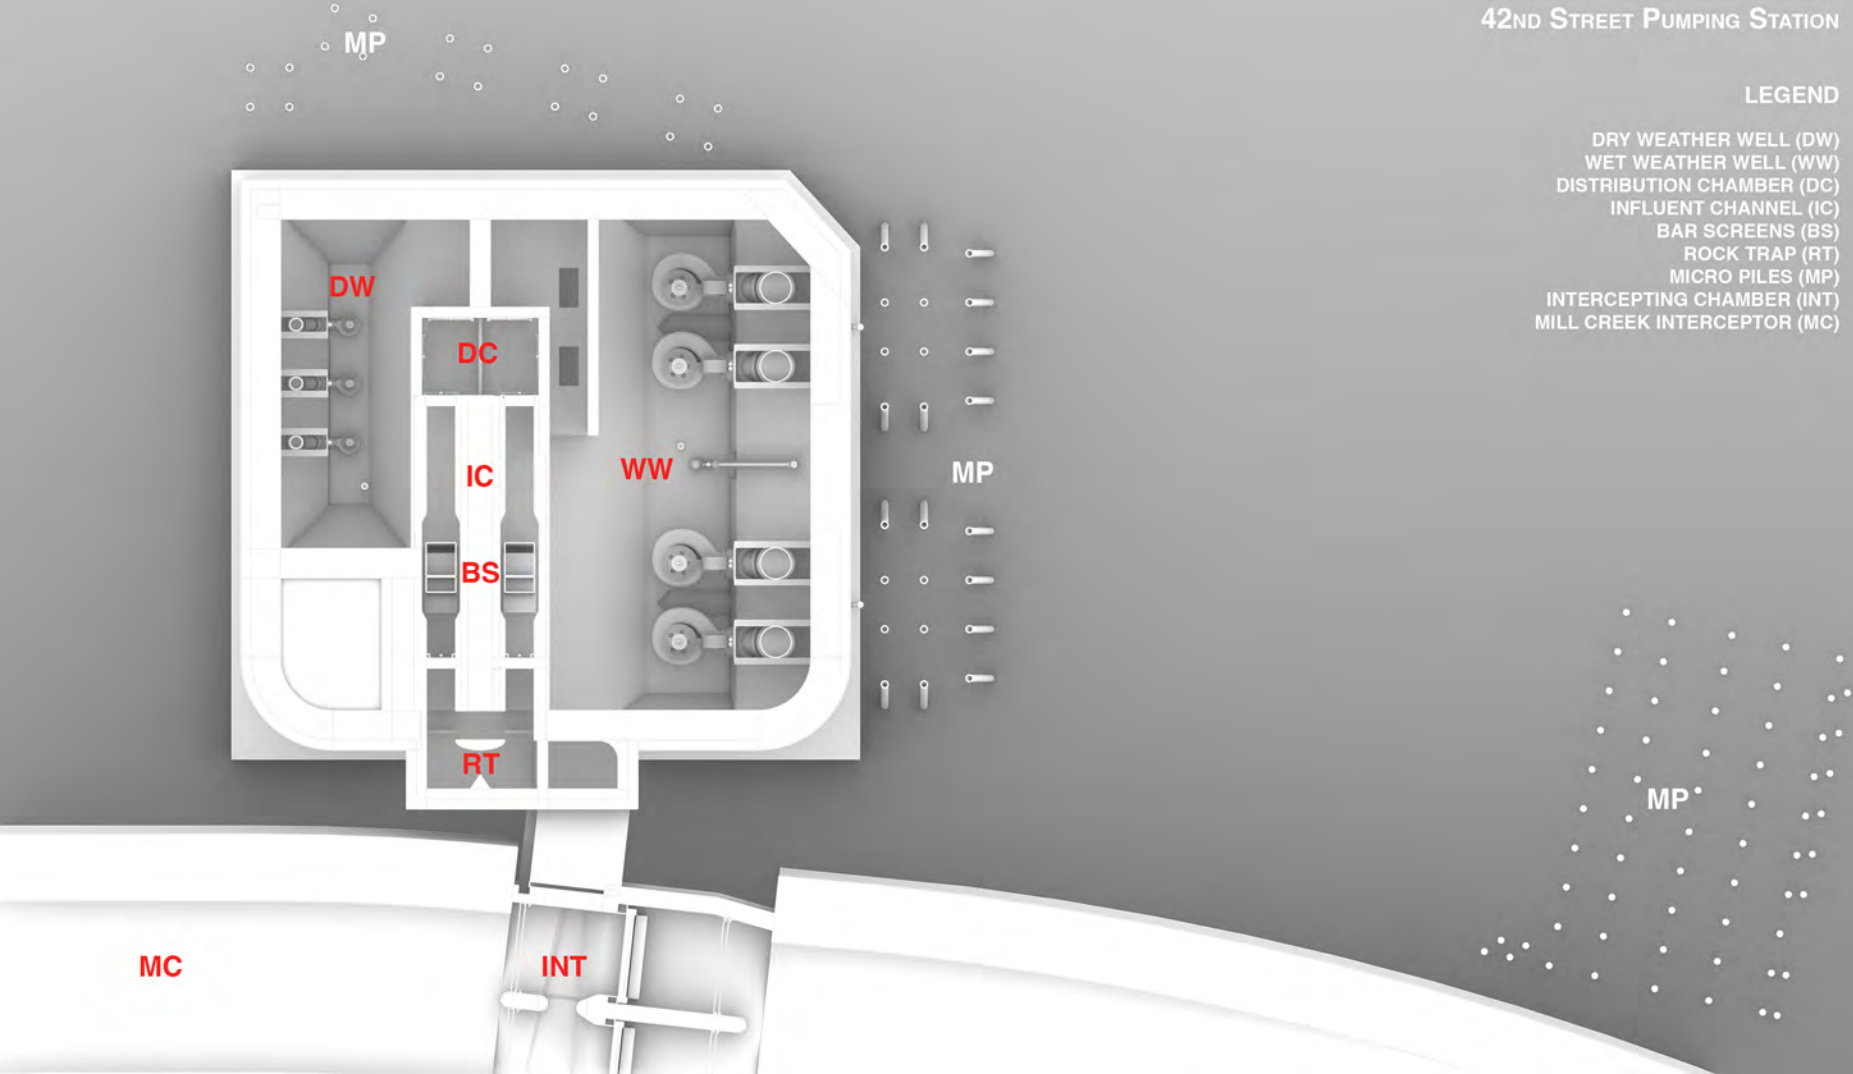 42ND STREET PUMPING STATION
LEGEND
DRY WEATHER WELL (DW)
WET WEATHER WELL (WW)
DISTRIBUTION CHAMBER (DC)
INFLUENT CHANNEL (IC)
BAR SCREENS (BS)
ROCK TRAP (RT)
MICRO PILES (MP)
INTERCEPTING CHAMBER (INT)
MILL CREEK INTERCEPTOR (MC)
MP
DW
DC
IC
WW
MP
BS
RT
MP
MC
INT